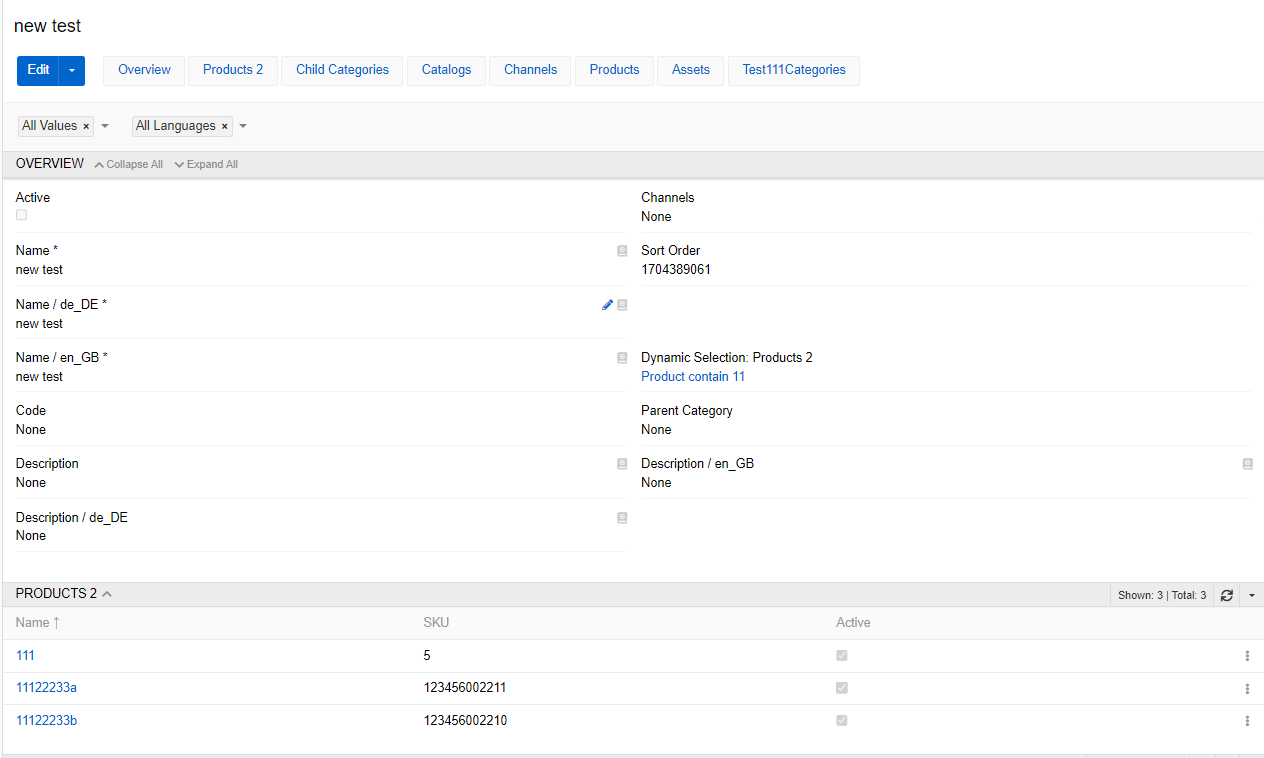 new test
Edit Overview Products 2 Child Categories Catalogs Channels Products Assets Test111Categories
All Values × All Languages ×
OVERVIEW Collapse All Expand All
Active
Channels
None
Name *
new test
Sort Order
1704389061
Name / de_DE *
new test
Name / en_GB *
new test
Dynamic Selection: Products 2
Product contain 11
Code
None
Parent Category
None
Description
None
Description / en_GB
None
Description / de_DE
None
PRODUCTS 2 Shown: 3 | Total: 3
Name ↑ SKU Active
111 5
11122233a 123456002211
11122233b 123456002210